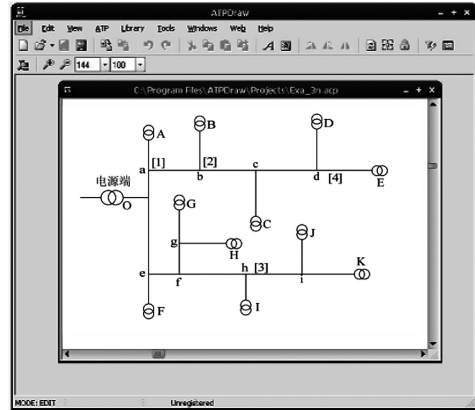 ATPDraw
File Edit View ATP Library Tools Windows Web Help
144 100
C:\Program Files\ATPDraw\Projects\Exa_3n.acp
A
B
D
a [1] b [2] c d [4] E
电源端
O
G
C
J
g H
K
e f h [3] i
F
I
MODE: EDIT Unregistered